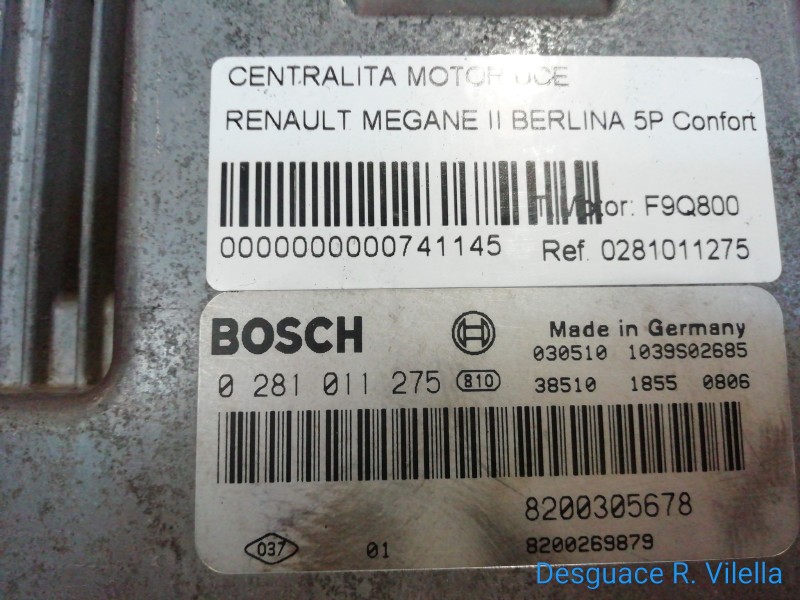 CENTRALITA MOTOR UCE
RENAULT MEGANE II BERLINA 5P Confort
T. Motor: F9Q800
0000000000741145
Ref. 0281011275
BOSCH
Made in Germany
030510 1039S02685
0 281 011 275 810
38510 1855 0806
8200305678
037 01
8200269879
Desguace R. Vilella